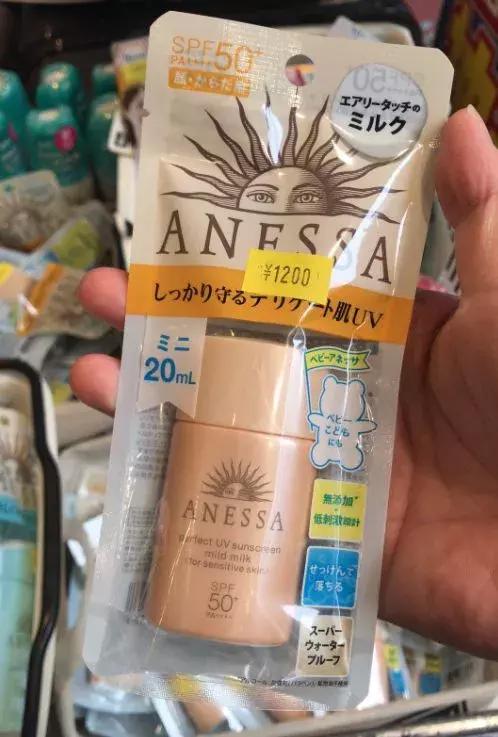 SPF50+
PA++++
顔・からだ用
SPF50+
エアリータッチの
ミルク
ANESSA
¥1200
しっかり守るデリケート肌UV
ミニ
20mL
ベビーアネッサ
ベビー
こども
にも
ANESSA
Perfect UV sunscreen
mild milk
(for sensitive skin)
SPF
50+
PA++++
無添加*
低刺激設計
せっけんで
落ちる
スーパー
ウォーター
プルーフ